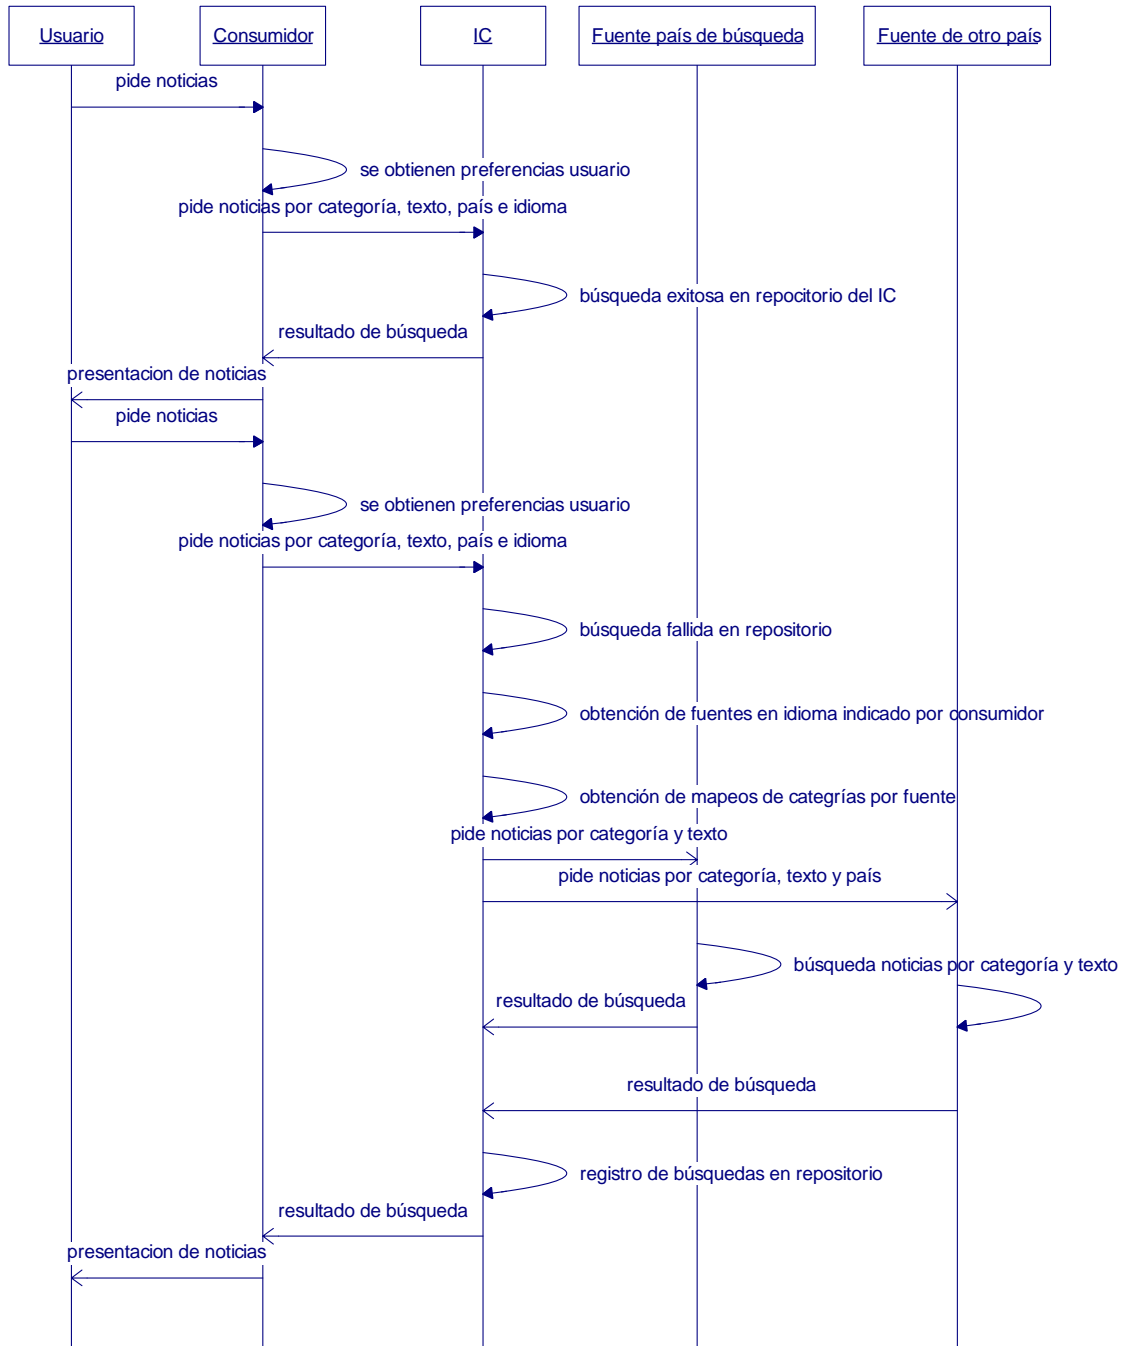 Usuario
Consumidor
IC
Fuente país de búsqueda
Fuente de otro país
pide noticias
se obtienen preferencias usuario
pide noticias por categoría, texto, país e idioma
búsqueda exitosa en repocitorio del IC
resultado de búsqueda
presentacion de noticias
pide noticias
se obtienen preferencias usuario
pide noticias por categoría, texto, país e idioma
búsqueda fallida en repositorio
obtención de fuentes en idioma indicado por consumidor
obtención de mapeos de categrías por fuente
pide noticias por categoría y texto
pide noticias por categoría, texto y país
búsqueda noticias por categoría y texto
resultado de búsqueda
resultado de búsqueda
registro de búsquedas en repositorio
resultado de búsqueda
presentacion de noticias